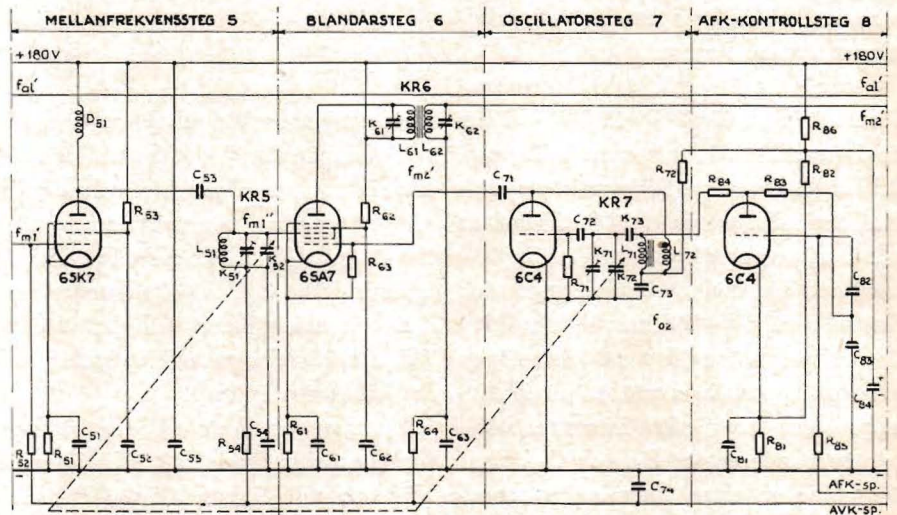 MELLANFREKVENSSTEG 5 BLANDARSTEG 6 OSCILLATORSTEG 7 AFK-KONTROLLSTEG 8
+180V +180V
fal' fal'
KR6 fm2'
D51 K61 K62 R86
L61 L62
C53 fm2' C71 R72 R82
R53 KR5 R62 KR7 R84 R83
fm1'' C72 K73
fm1' L51 R63 K71 L71 L72
K51 K52 K72 C82
6SK7 6SA7 6C4 R71 C73 6C4
fo2 C83
C84
R52 R51 C51 C52 C55 R54 C54 R61 C61 C62 R64 C63 C81 R81 R85
C74 AFK-sp.
AVK-sp.